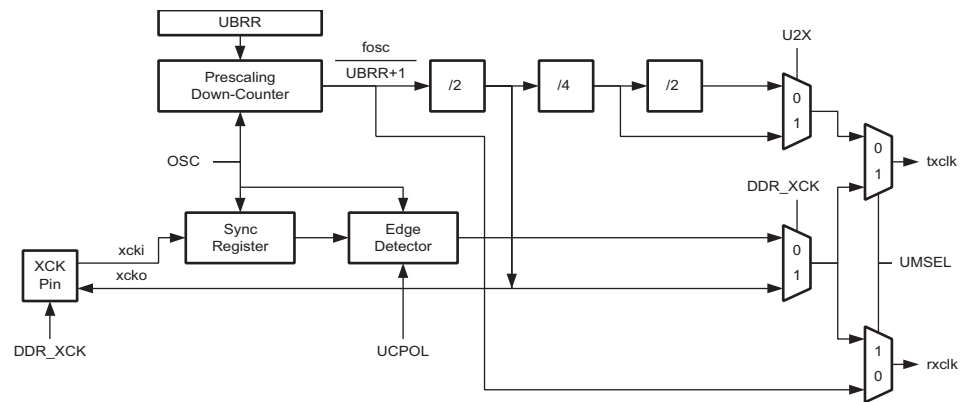 UBRR
fosc
UBRR+1
U2X
Prescaling
Down-Counter
/2
/4
/2
0
1
OSC
0
1
txclk
DDR_XCK
Sync
Register
Edge
Detector
xcki
xcko
XCK
Pin
0
1
UMSEL
DDR_XCK
UCPOL
1
0
rxclk